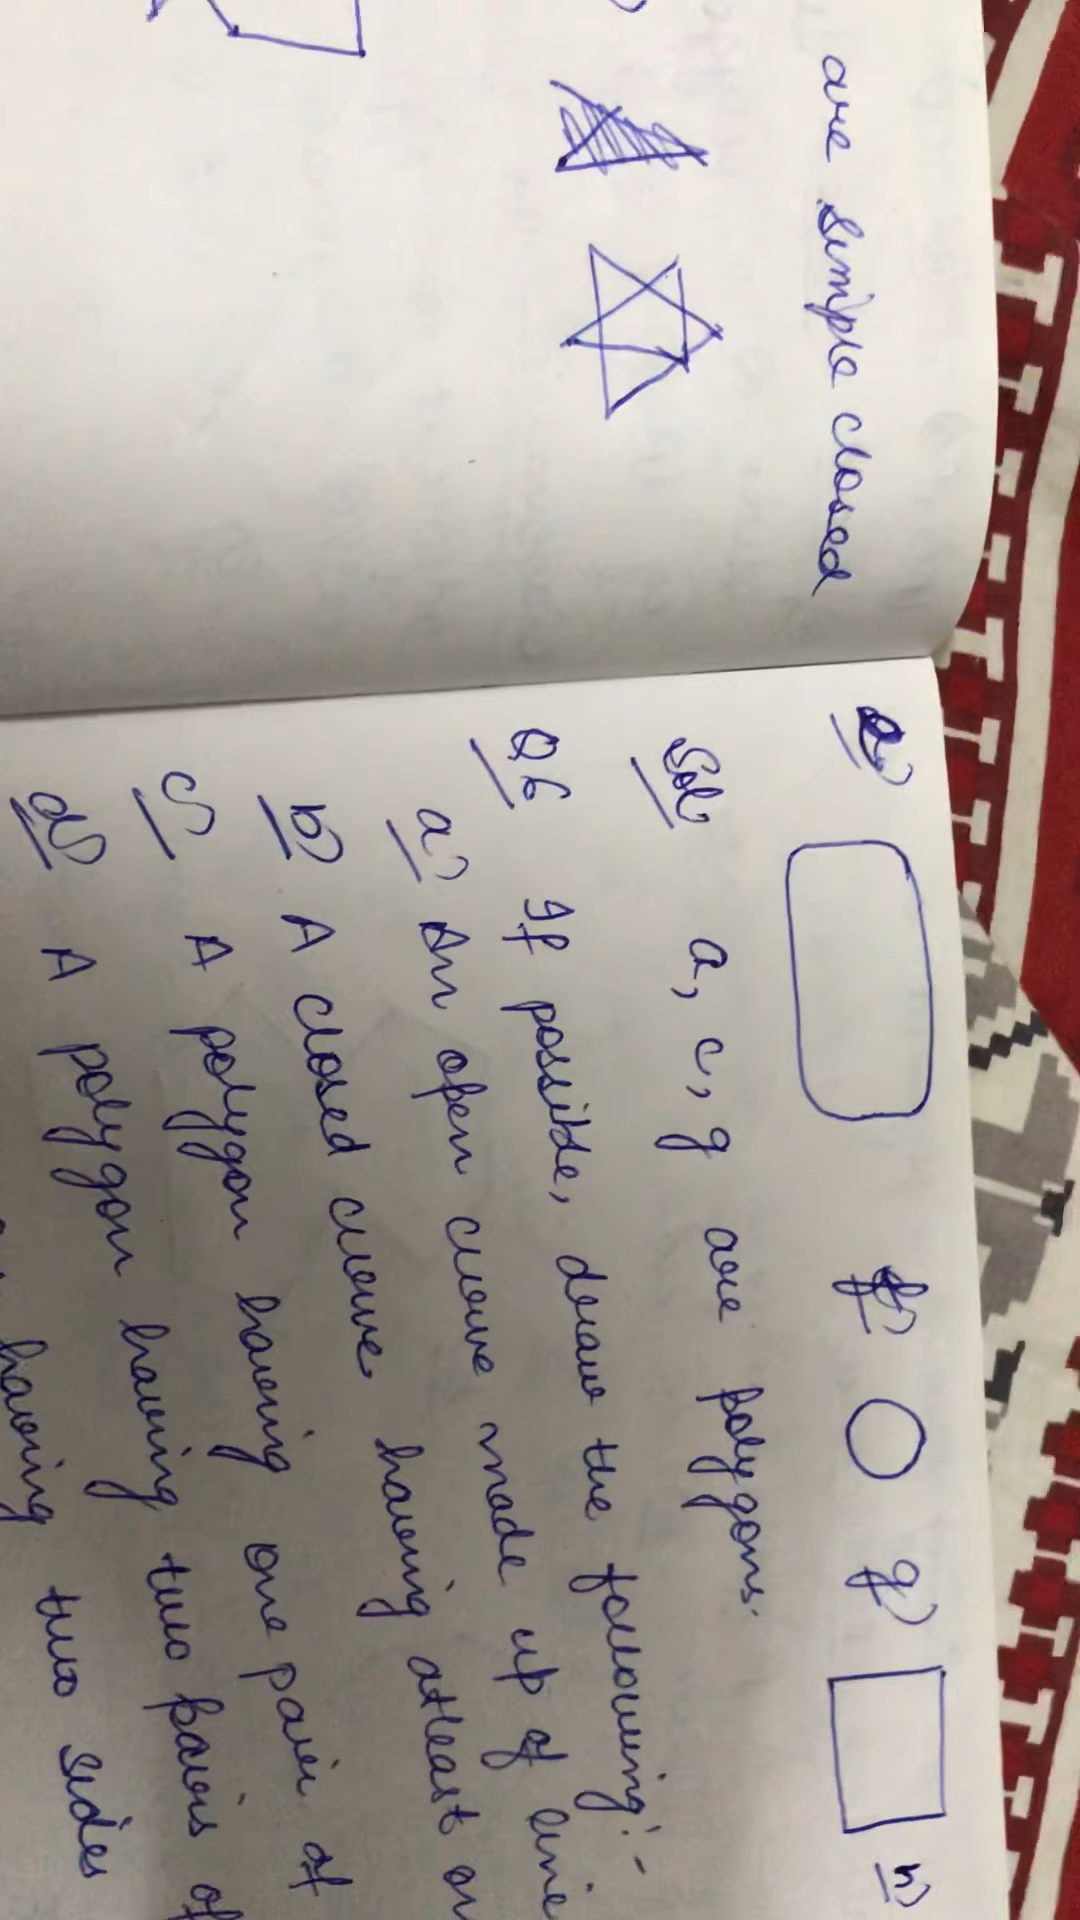 are simple closed
e)
f)
g)
h)
Sol. a, c, g are polygons.
Q6 If possible, draw the following:-
a) An open curve made up of line
b) A closed curve having atleast on
c) A polygon having one pair of
d) A polygon having two pairs of
having two sides